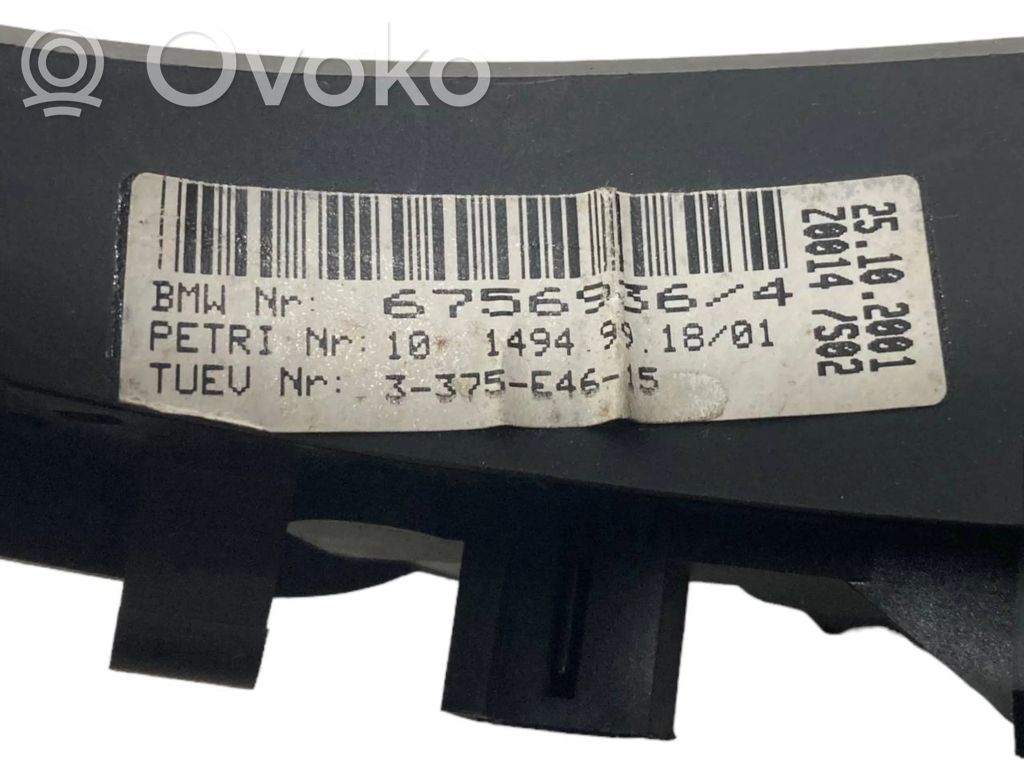 Ovoko
BMW Nr: 6756936/4
PETRI Nr: 10 1494.99.18/01
TUEV Nr: 3-375-E46-15
25.10.2001
Z0014 /S02